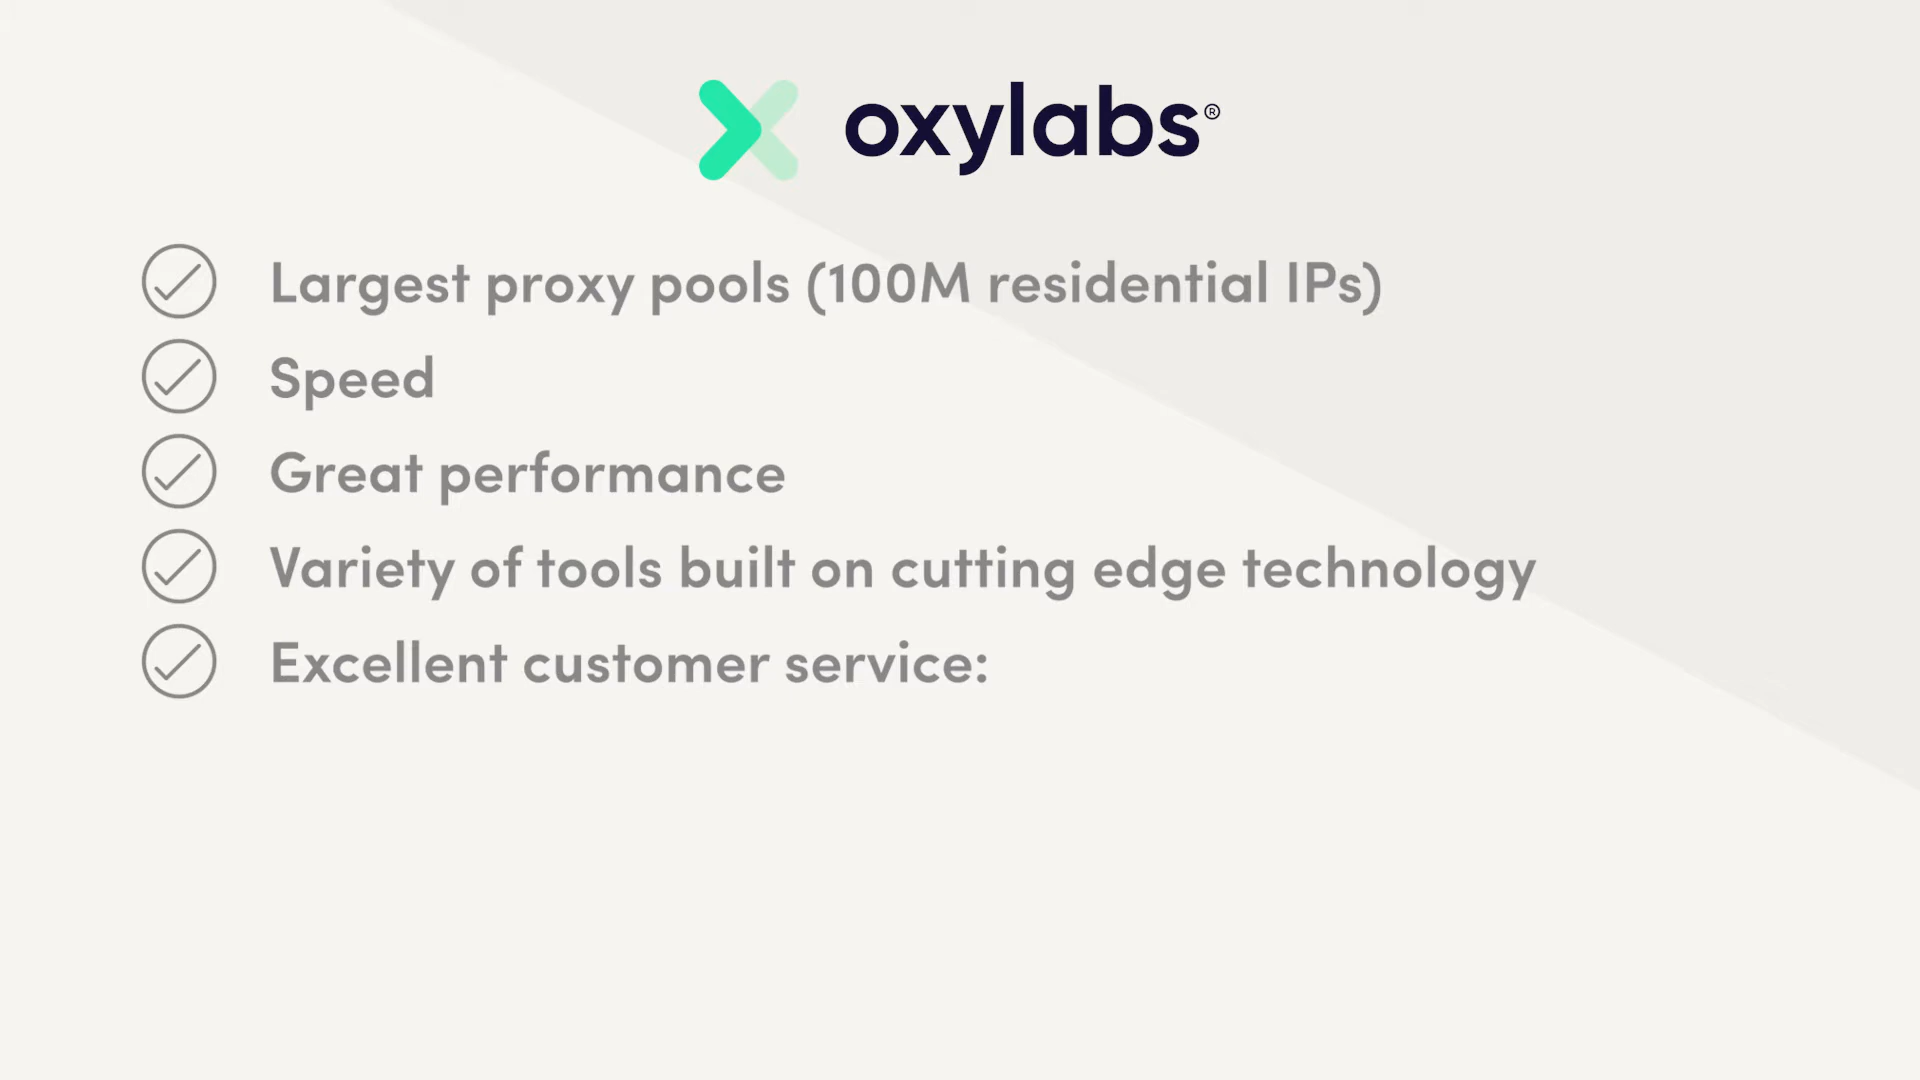 oxylabs®
Largest proxy pools (100M residential IPs)
Speed
Great performance
Variety of tools built on cutting edge technology
Excellent customer service: